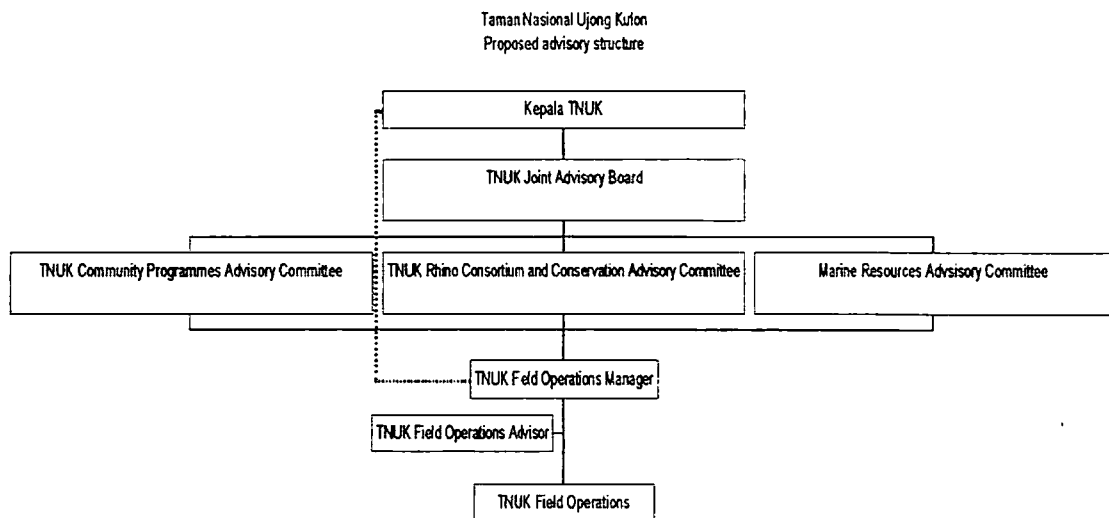 Taman Nasional Ujong Kulon
Proposed advisory structure
Kepala TNUK
TNUK Joint Advisory Board
TNUK Community Programmes Advisory Committee
TNUK Rhino Consortium and Conservation Advisory Committee
Marine Resources Advsisory Committee
TNUK Feld Operations Manager
TNUK Field Operations Advisor
TNUK Field Operations